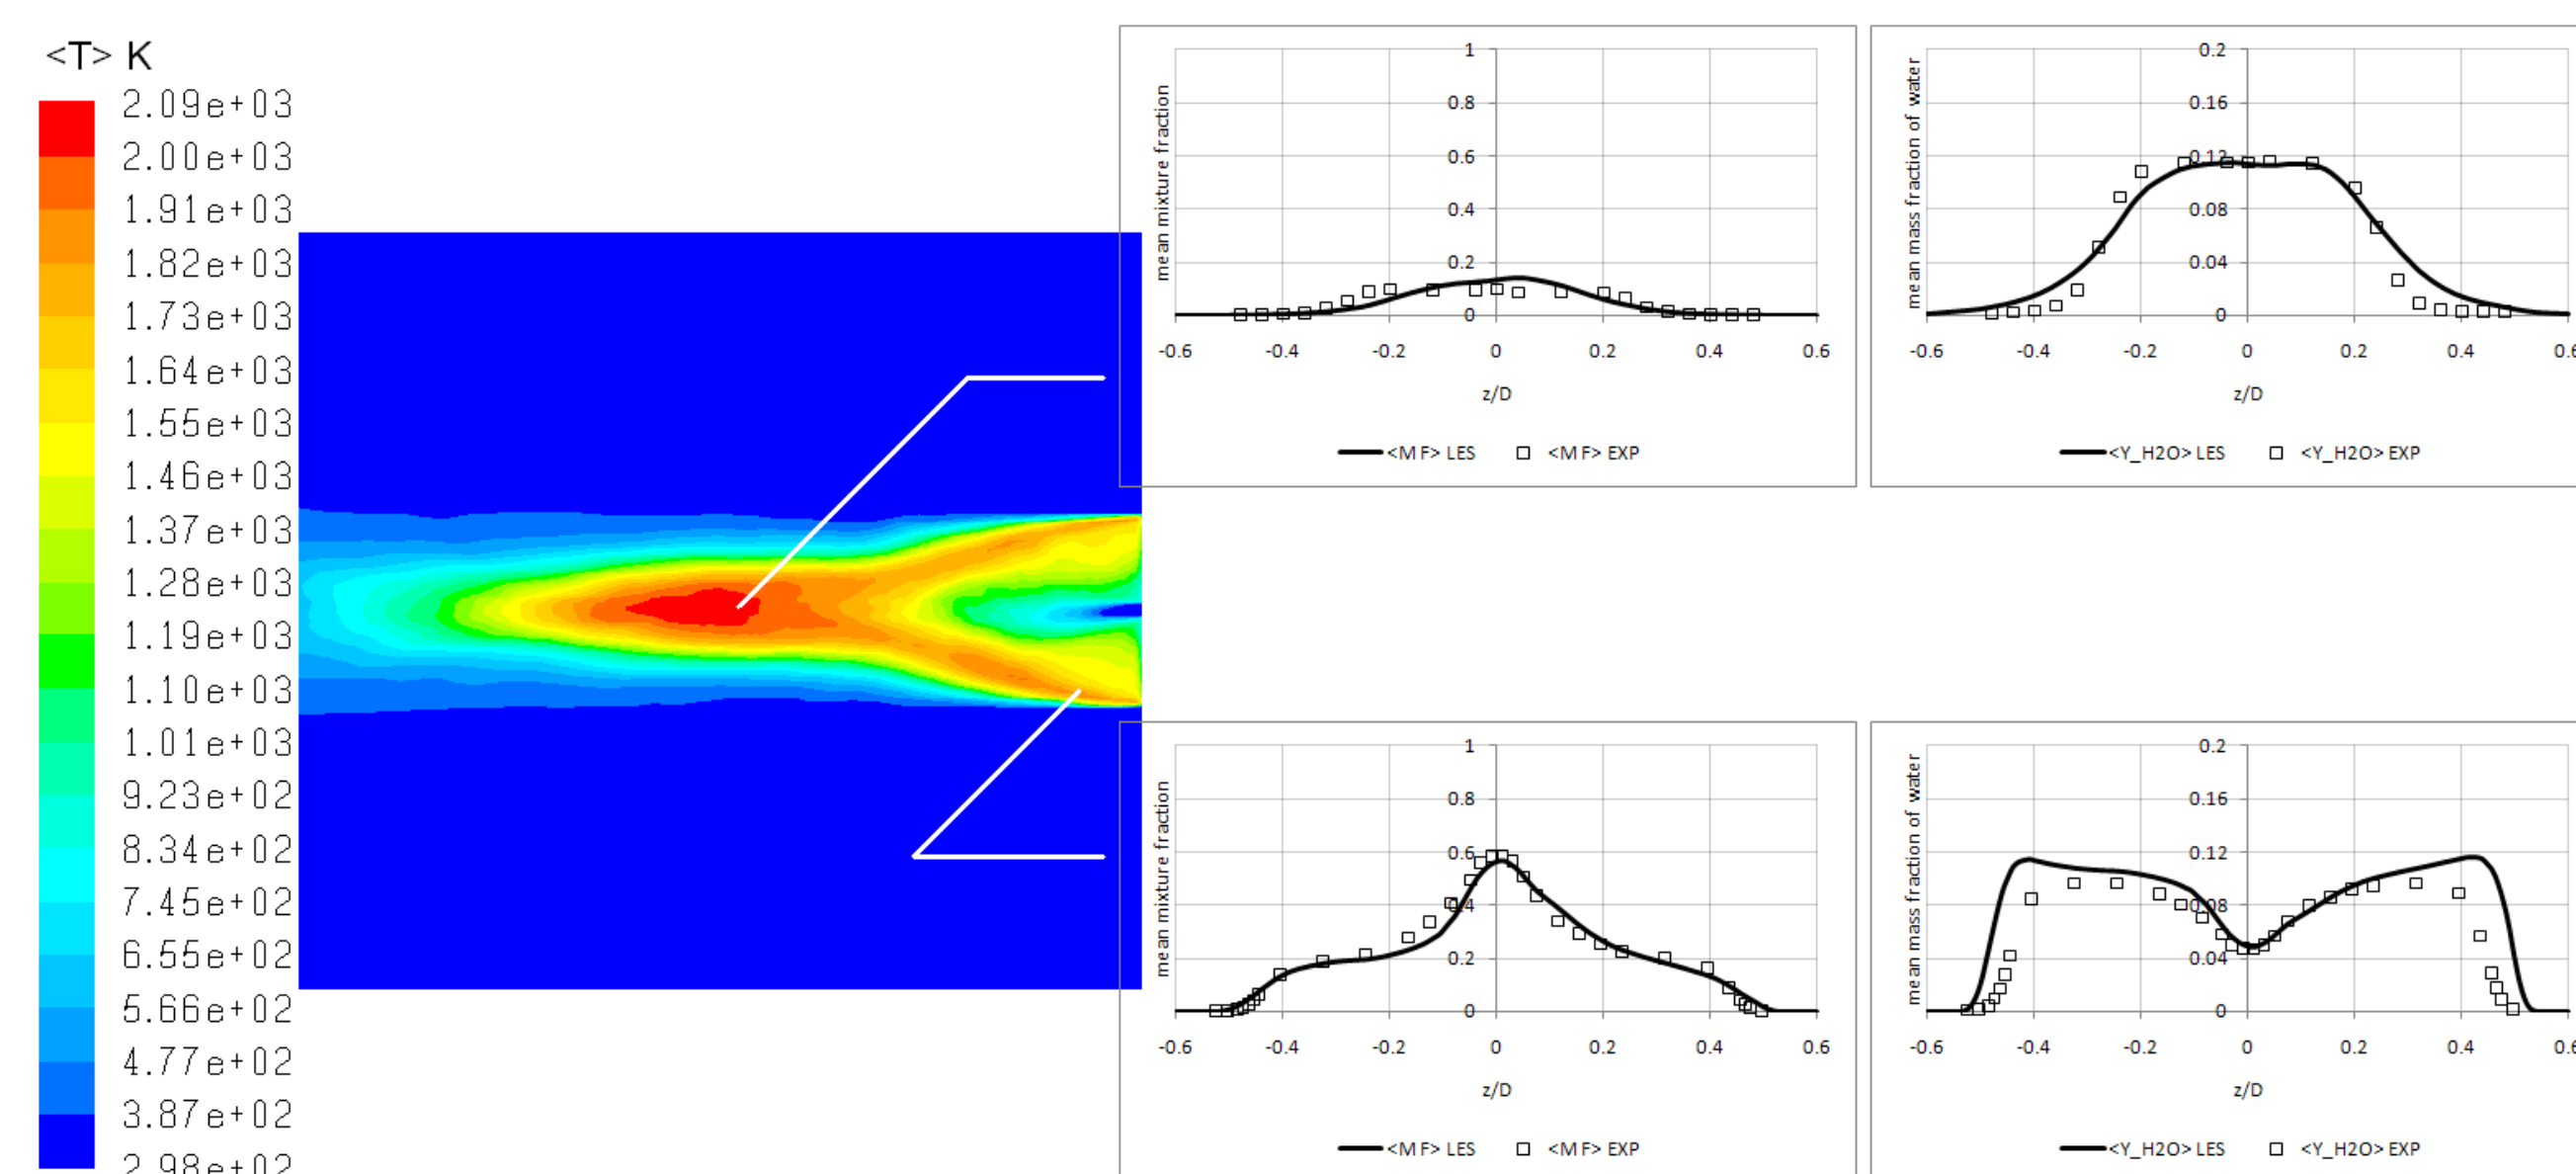 <T> K
2.09e+03
2.00e+03
1.91e+03
1.82e+03
1.73e+03
1.64e+03
1.55e+03
1.46e+03
1.37e+03
1.28e+03
1.19e+03
1.10e+03
1.01e+03
9.23e+02
8.34e+02
7.45e+02
6.55e+02
5.66e+02
4.77e+02
3.87e+02
2.98e+02
mean mixture fraction
1
0.8
0.6
0.4
0.2
0
-0.6 -0.4 -0.2 0 0.2 0.4 0.6
z/D
<MF> LES <MF> EXP
mean mass fraction of water
0.2
0.16
0.12
0.08
0.04
0
-0.6 -0.4 -0.2 0 0.2 0.4 0.6
z/D
<Y_H2O> LES <Y_H2O> EXP
mean mixture fraction
1
0.8
0.6
0.4
0.2
0
-0.6 -0.4 -0.2 0 0.2 0.4 0.6
z/D
<MF> LES <MF> EXP
mean mass fraction of water
0.2
0.16
0.12
0.08
0.04
0
-0.6 -0.4 -0.2 0 0.2 0.4 0.6
z/D
<Y_H2O> LES <Y_H2O> EXP